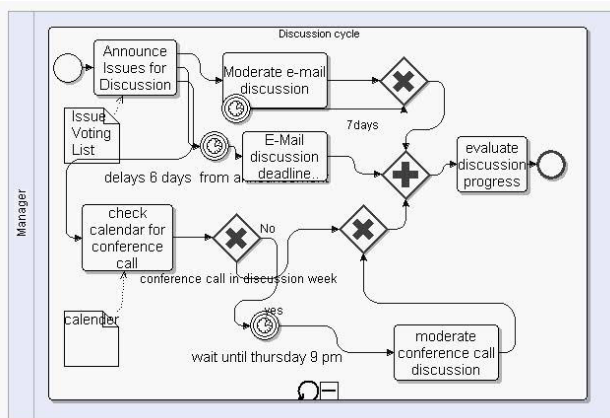 Discussion cycle
Manager
Announce
Issues for
Discussion
Moderate e-mail
discussion
7days
Issue
Voting
List
E-Mail
discussion
deadline..
evaluate
discussion
progress
delays 6 days from
check
calendar for
conference
call
No
conference call in discussion week
calender
yes
wait until thursday 9 pm
moderate
conference call
discussion